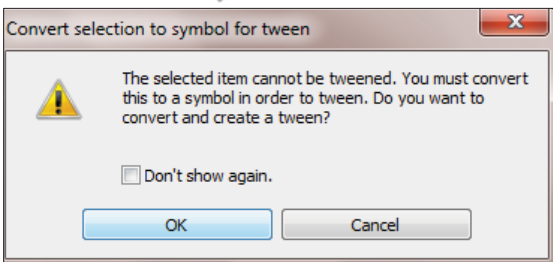 Convert selection to symbol for tween
The selected item cannot be tweened. You must convert
this to a symbol in order to tween. Do you want to
convert and create a tween?
Don't show again.
OK
Cancel